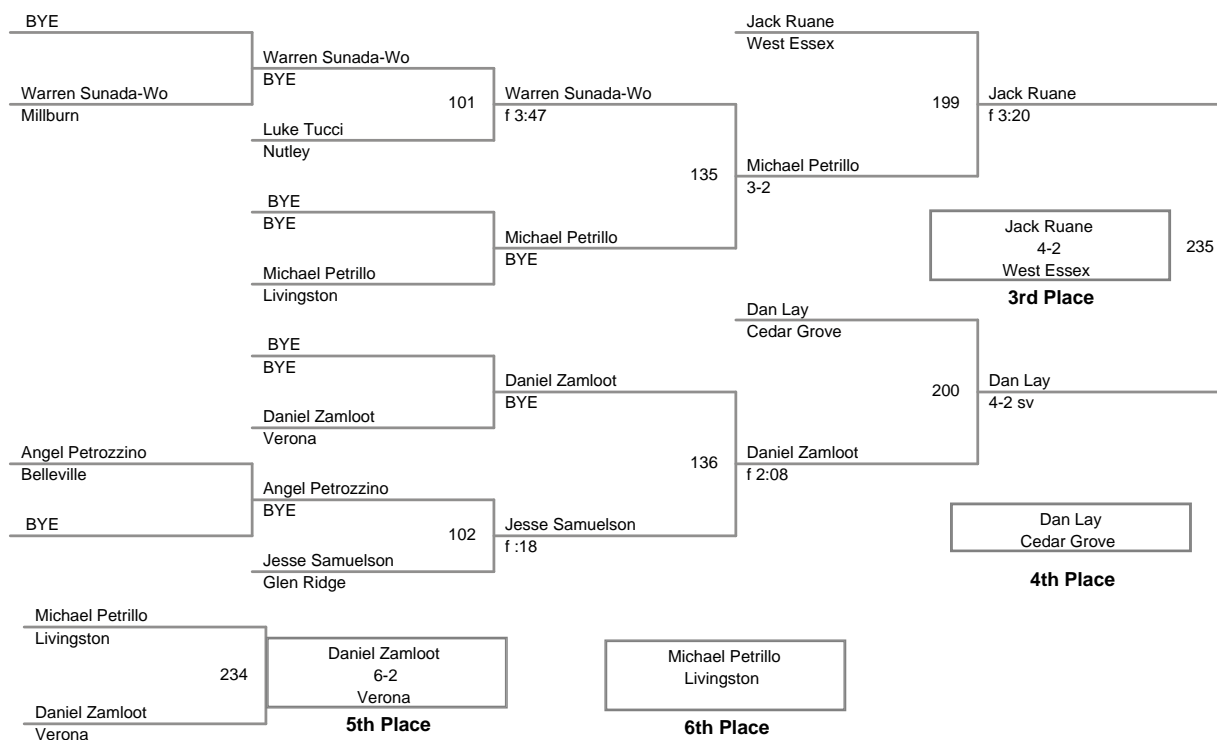 BYE
Jack Ruane
West Essex
Warren Sunada-Wo
BYE
Warren Sunada-Wo
Millburn
101
Warren Sunada-Wo
f 3:47
199
Jack Ruane
f 3:20
Luke Tucci
Nutley
135
Michael Petrillo
3-2
BYE
BYE
Michael Petrillo
BYE
Jack Ruane
4-2
West Essex
235
3rd Place
Michael Petrillo
Livingston
Dan Lay
Cedar Grove
BYE
BYE
Daniel Zamloot
BYE
200
Dan Lay
4-2 sv
Daniel Zamloot
Verona
Angel Petrozzino
Belleville
136
Daniel Zamloot
f 2:08
Angel Petrozzino
BYE
BYE
102
Jesse Samuelson
f :18
Dan Lay
Cedar Grove
4th Place
Jesse Samuelson
Glen Ridge
Michael Petrillo
Livingston
234
Daniel Zamloot
6-2
Verona
5th Place
Michael Petrillo
Livingston
6th Place
Daniel Zamloot
Verona